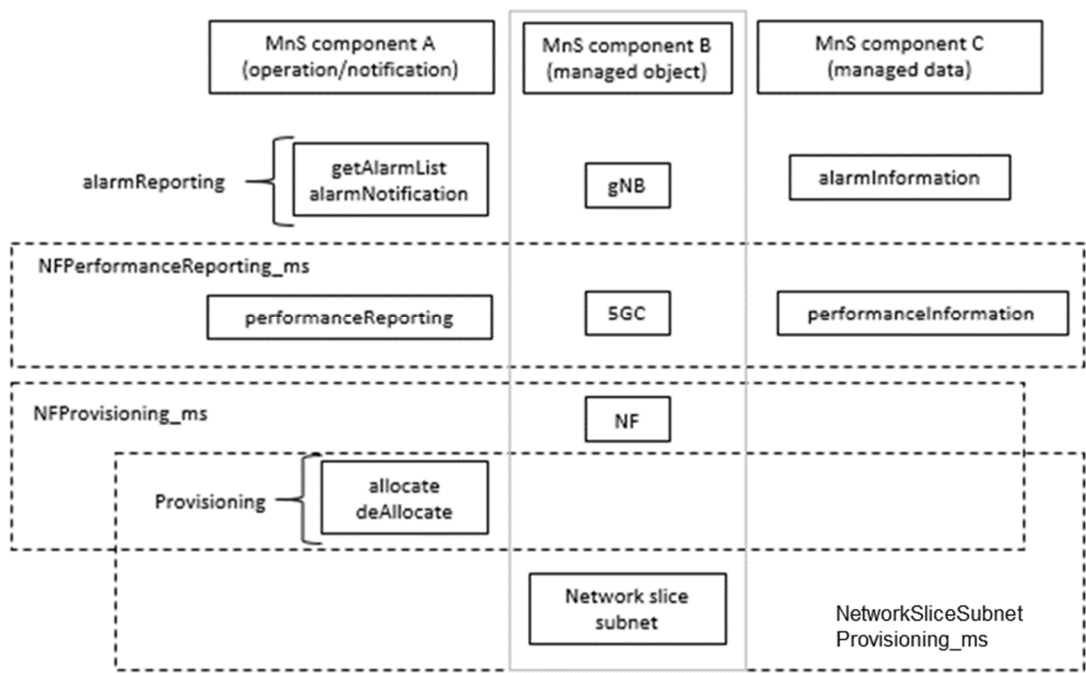 MnS component A
(operation/notification)
MnS component B
(managed object)
MnS component C
(managed data)
alarmReporting
getAlarmList
alarmNotification
gNB
alarmInformation
NFPerformanceReporting_ms
performanceReporting
5GC
performanceInformation
NFProvisioning_ms
NF
Provisioning
allocate
deAllocate
Network slice
subnet
NetworkSliceSubnet
Provisioning_ms